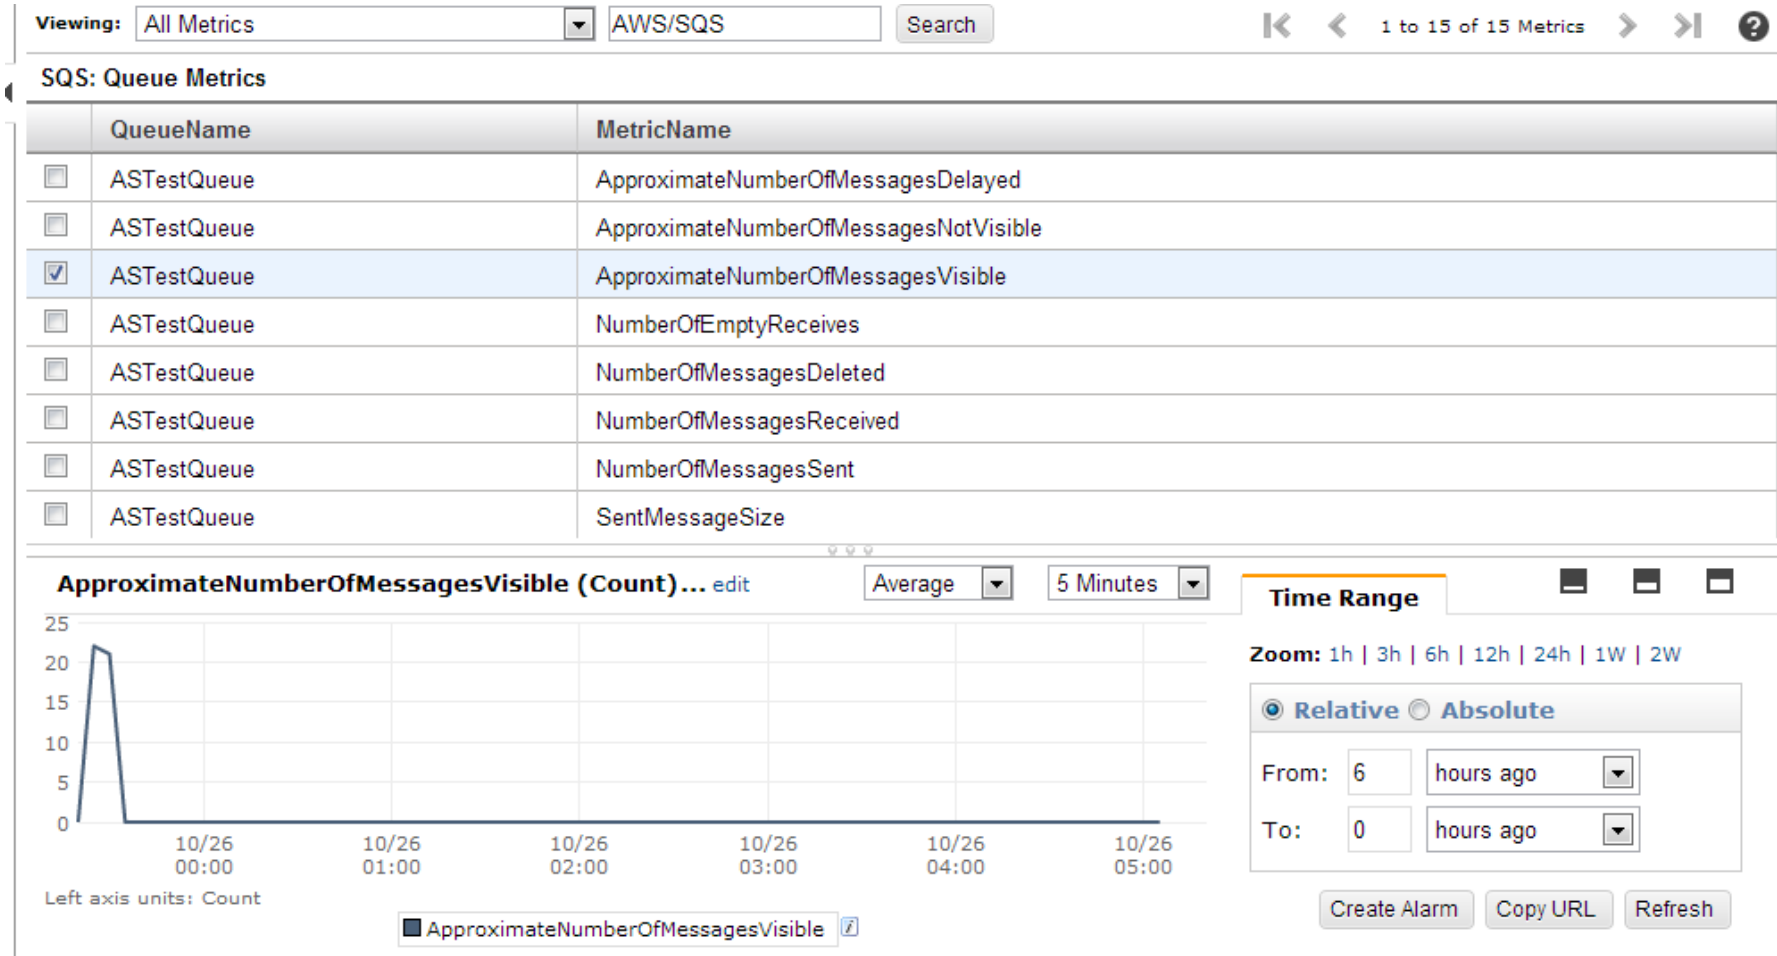 Viewing: All Metrics AWS/SQS Search 1 to 15 of 15 Metrics ?
SQS: Queue Metrics
QueueName MetricName
ASTestQueue ApproximateNumberOfMessagesDelayed
ASTestQueue ApproximateNumberOfMessagesNotVisible
ASTestQueue ApproximateNumberOfMessagesVisible
ASTestQueue NumberOfEmptyReceives
ASTestQueue NumberOfMessagesDeleted
ASTestQueue NumberOfMessagesReceived
ASTestQueue NumberOfMessagesSent
ASTestQueue SentMessageSize
ApproximateNumberOfMessagesVisible (Count)... edit Average 5 Minutes
25
20
15
10
5
0
10/26 10/26 10/26 10/26 10/26 10/26
00:00 01:00 02:00 03:00 04:00 05:00
Left axis units: Count
ApproximateNumberOfMessagesVisible i
Time Range
Zoom: 1h | 3h | 6h | 12h | 24h | 1W | 2W
Relative Absolute
From: 6 hours ago
To: 0 hours ago
Create Alarm Copy URL Refresh